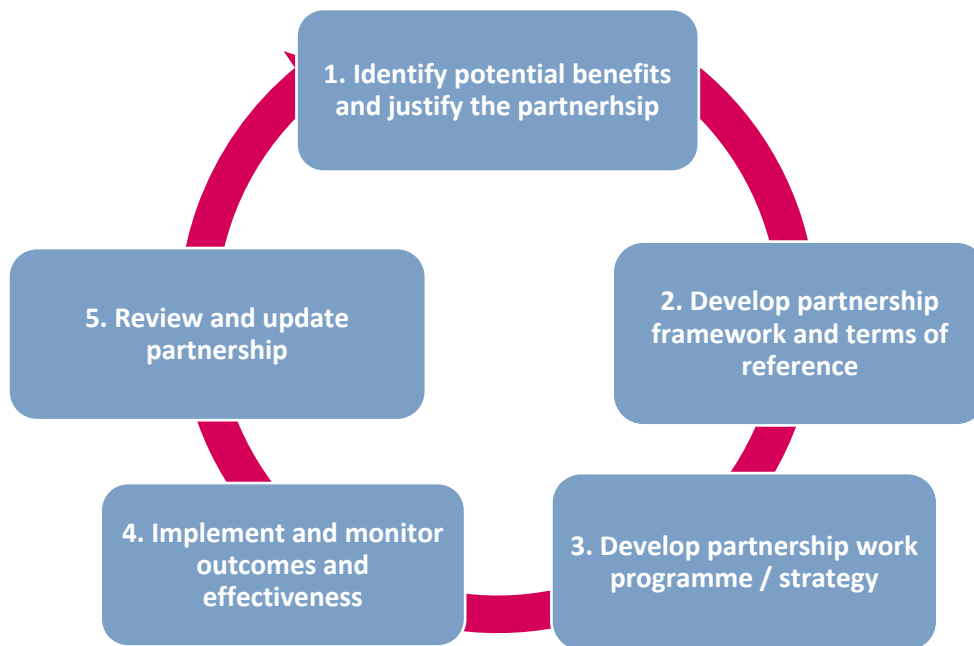 1. Identify potential benefits
and justify the partnerhsip
2. Develop partnership
framework and terms of
reference
3. Develop partnership work
programme / strategy
4. Implement and monitor
outcomes and
effectiveness
5. Review and update
partnership